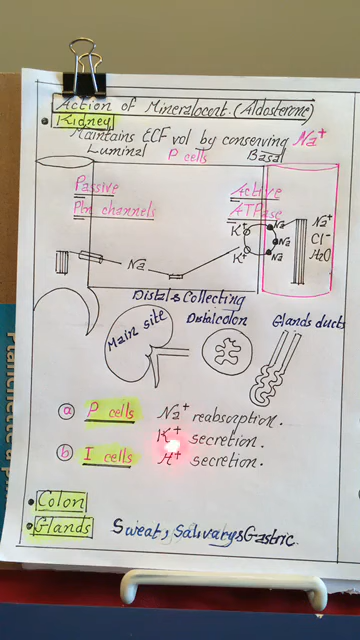 Action of Mineralocort. (Aldosterone)
Kidney
Maintains ECF vol by conserving Na+
Luminal P cells Basal
Passive
Ptn channels
Active
ATPase
K+
K+
Na
Na
Na
Na+
Cl-
H2O
Na
Distal & Collecting
Main site
Distal colon
Glands ducts
a P cells Na+ reabsorption.
K+ secretion.
b I cells H+ secretion.
Colon
Glands Sweat, Salivary & Gastric.